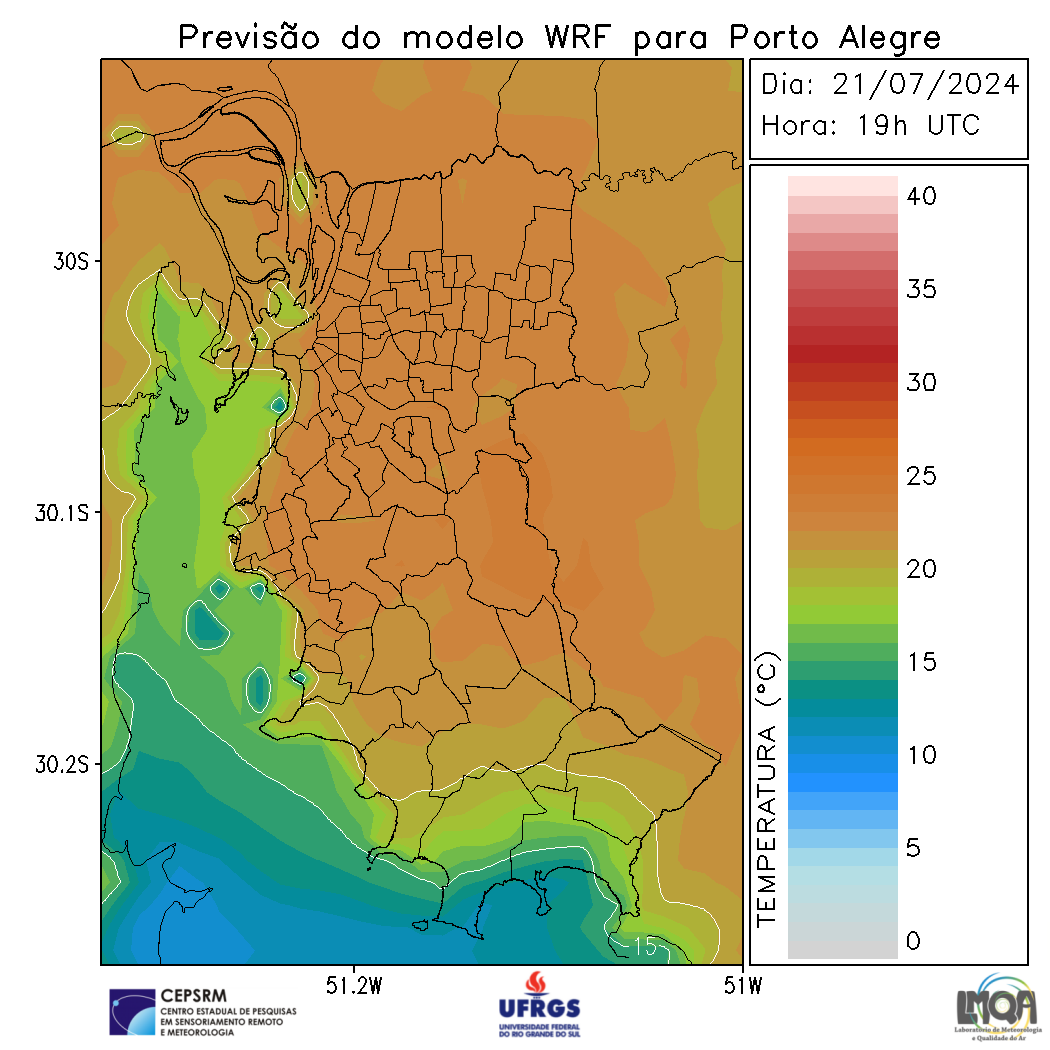 Previsão do modelo WRF para Porto Alegre
Dia: 21/07/2024
Hora: 19h UTC
30S
30.1S
30.2S
51.2W
51W
15
TEMPERATURA (°C)
40
35
30
25
20
15
10
5
0
CEPSRM
CENTRO ESTADUAL DE PESQUISAS
EM SENSORIAMENTO REMOTO
E METEOROLOGIA
UFRGS
UNIVERSIDADE FEDERAL
DO RIO GRANDE DO SUL
LMQA
Laboratório de Meteorologia
e Qualidade do Ar